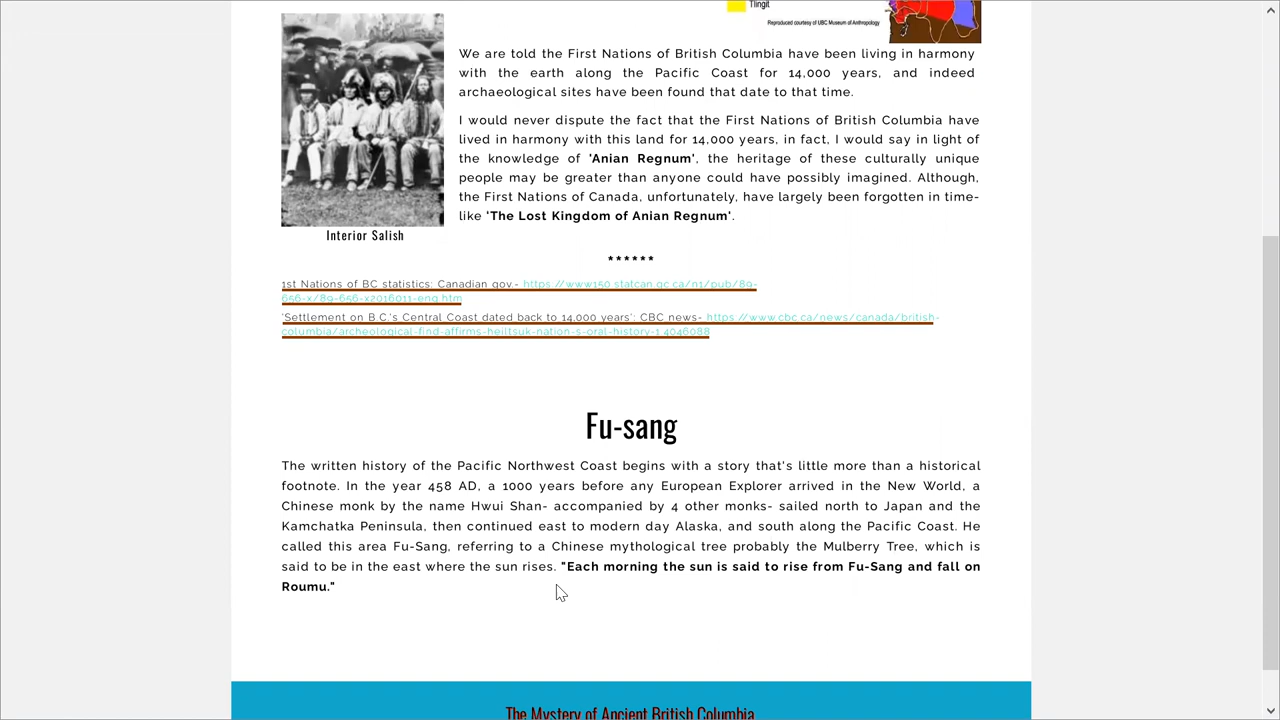 Tlingit
Reproduced courtesy of UBC Museum of Anthropology
We are told the First Nations of British Columbia have been living in harmony
with the earth along the Pacific Coast for 14,000 years, and indeed
archaeological sites have been found that date to that time.
I would never dispute the fact that the First Nations of British Columbia have
lived in harmony with this land for 14,000 years, in fact, I would say in light of
the knowledge of 'Anian Regnum', the heritage of these culturally unique
people may be greater than anyone could have possibly imagined. Although,
the First Nations of Canada, unfortunately, have largely been forgotten in time-
like 'The Lost Kingdom of Anian Regnum'.
Interior Salish
******
1st Nations of BC statistics: Canadian gov.- https://www150.statcan.gc.ca/n1/pub/89-
656-x/89-656-x2016011-eng.htm
'Settlement on B.C.'s Central Coast dated back to 14,000 years': CBC news- https://www.cbc.ca/news/canada/british-
columbia/archeological-find-affirms-heiltsuk-nation-s-oral-history-1.4046088
Fu-sang
The written history of the Pacific Northwest Coast begins with a story that's little more than a historical
footnote. In the year 458 AD, a 1000 years before any European Explorer arrived in the New World, a
Chinese monk by the name Hwui Shan- accompanied by 4 other monks- sailed north to Japan and the
Kamchatka Peninsula, then continued east to modern day Alaska, and south along the Pacific Coast. He
called this area Fu-Sang, referring to a Chinese mythological tree probably the Mulberry Tree, which is
said to be in the east where the sun rises. "Each morning the sun is said to rise from Fu-Sang and fall on
Roumu."
The Mystery of Ancient British Columbia